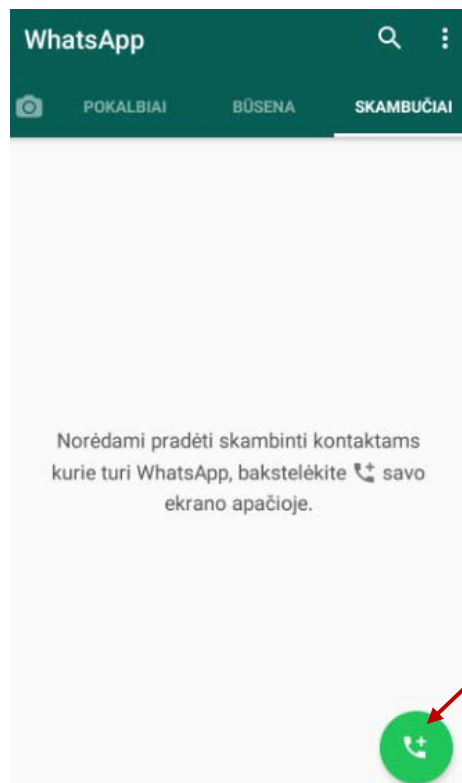 WhatsApp
POKALBIAI BŪSENA SKAMBUČIAI
Norėdami pradėti skambinti kontaktams
kurie turi WhatsApp, bakstelėkite savo
ekrano apačioje.